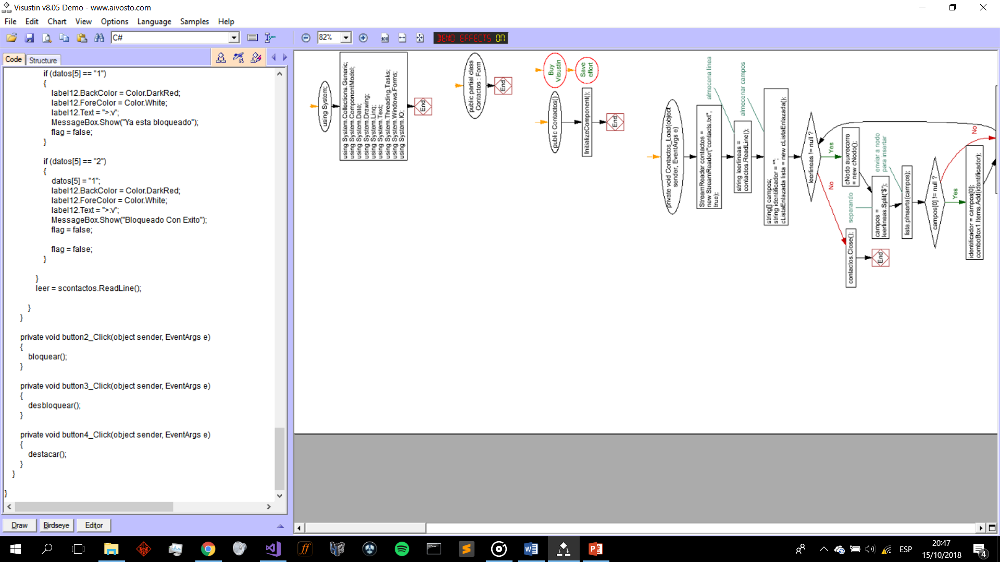 Visustin v8.05 Demo - www.aivosto.com
File Edit Chart View Options Language Samples Help
C#
82%
100
DEMO EFFECTS ON
Code
Structure
if (datos[5] == "1")
{
label12.BackColor = Color.DarkRed;
label12.ForeColor = Color.White;
label12.Text = ">:v";
MessageBox.Show("Ya esta bloqueado");
flag = false;
}
if (datos[5] == "2")
{
datos[5] = "1";
label12.BackColor = Color.DarkRed;
label12.ForeColor = Color.White;
label12.Text = ">:v";
MessageBox.Show("Bloqueado Con Exito");
flag = false;
flag = false;
}
}
leer = scontactos.ReadLine();
}
}
private void button2_Click(object sender, EventArgs e)
{
bloquear();
}
private void button3_Click(object sender, EventArgs e)
{
desbloquear();
}
private void button4_Click(object sender, EventArgs e)
{
destacar();
}
}
}
Draw
Birdseye
Editor
using System;
using System.Collections.Generic;
using System.ComponentModel;
using System.Data;
using System.Drawing;
using System.Linq;
using System.Text;
using System.Threading.Tasks;
using System.Windows.Forms;
using System.IO;
End
public partial class
Contactos : Form
End
Buy
Visustin
Save
effort
public Contactos()
InitializeComponent();
End
private void Contactos_Load(object
sender, EventArgs e)
StreamReader contactos =
new StreamReader("contacts.txt",
true);
almecena linea
string leerlineas =
contactos.ReadLine();
almecenar campos
string[] campos;
string identificador = "";
cListaEnlazada lista = new cListaEnlazada();
leerlineas != null ?
Yes
No
cNodo auxrecorre
= new cNodo();
separando
campos =
leerlineas.Split('$');
contactos.Close();
End
enviar a nodo
para insertar
lista.pInserta(campos);
campos[0] != null ?
Yes
No
identificador = campos[0];
comboBox1.Items.Add(identificador);
ff
ESP
20:47
15/10/2018
4